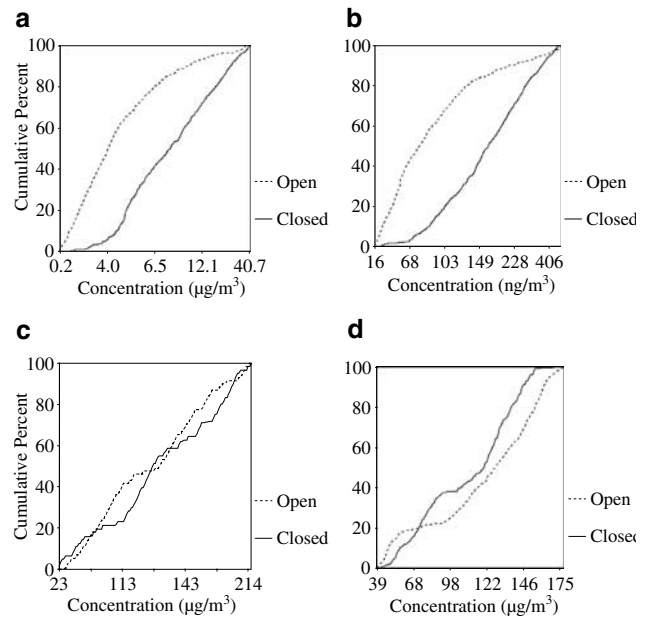 a
100
80
60
40
20
0
Cumulative Percent
0.2 4.0 6.5 12.1 40.7
Concentration (μg/m³)
Open
Closed
b
100
80
60
40
20
0
16 68 103 149 228 406
Concentration (ng/m³)
Open
Closed
c
100
80
60
40
20
0
Cumulative Percent
23 113 143 214
Concentration (μg/m³)
Open
Closed
d
100
80
60
40
20
0
39 68 98 122 146 175
Concentration (μg/m³)
Open
Closed